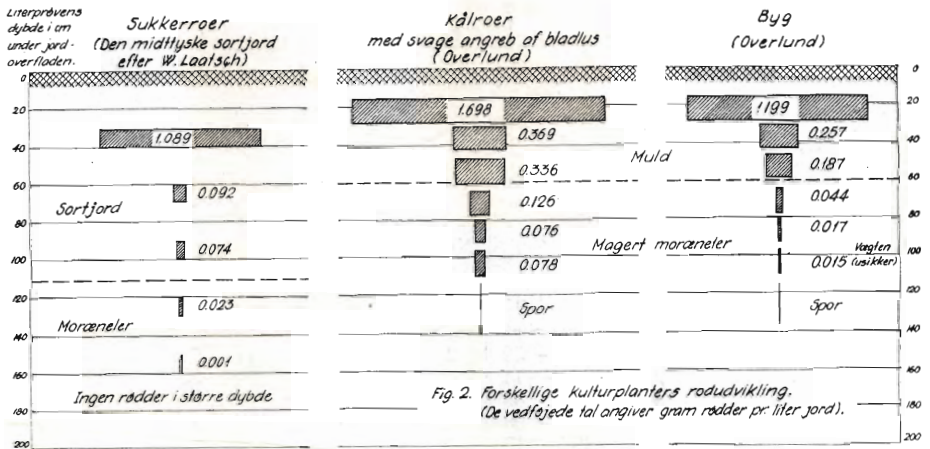 Literprøvens
dybde i cm
under jord-
overfladen.
Sukkerroer
(Den midttyske sortjord
efter W. Laatsch)
Kålroer
med svage angreb af bladlus
(Overlund)
Byg
(Overlund)
0
20
40
60
80
100
120
140
160
180
200
1.089
0.092
Sortjord
0.074
0.023
Moræneler
0.001
Ingen rødder i større dybde
1.698
0.369
0.336
0.126
0.076
0.078
Spor
Muld
Magert moræneler
1.199
0.257
0.187
0.044
0.017
0.015 Vægten (usikker)
Spor
0
20
40
60
80
100
120
140
160
180
200
Fig. 2. Forskellige kulturplanters rodudvikling.
(De vedføjede tal angiver gram rødder pr. liter jord).